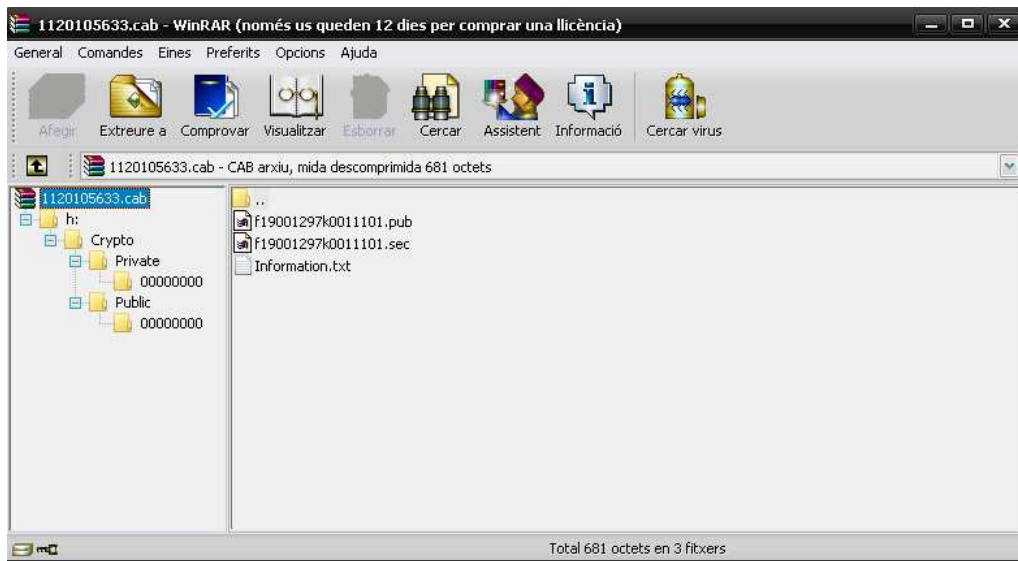 1120105633.cab - WinRAR (només us queden 12 dies per comprar una llicència)
General Comandes Eines Preferits Opcions Ajuda
Afegir Extreure a Comprovar Visualitzar Esborrar Cercar Assistent Informació Cercar virus
1120105633.cab - CAB arxiu, mida descomprimida 681 octets
1120105633.cab
h:
Crypto
Private
00000000
Public
00000000
..
f19001297k0011101.pub
f19001297k0011101.sec
Information.txt
Total 681 octets en 3 fitxers